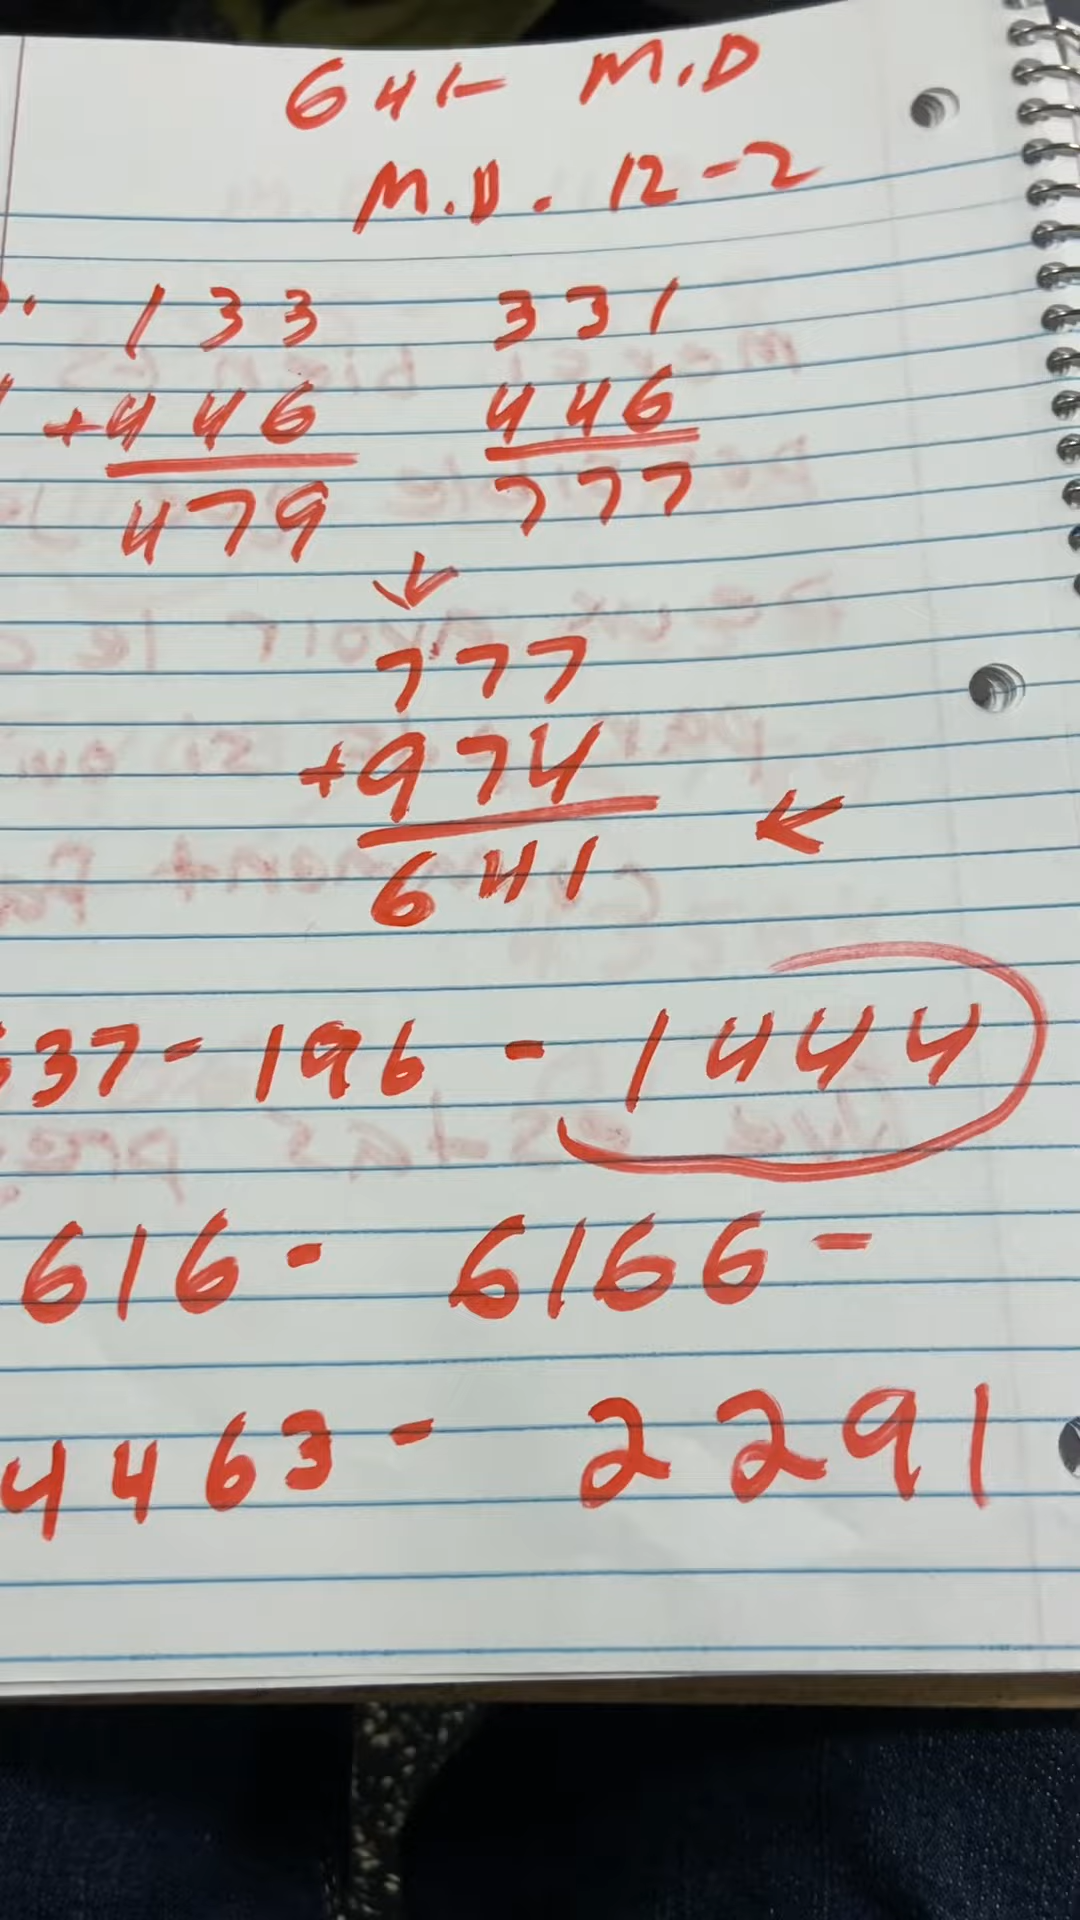 641- M.D
M.D. 12-2
133 331
+446 446
479 777
777
+974
641
37-196 - 1444
616- 6166-
4463- 2291